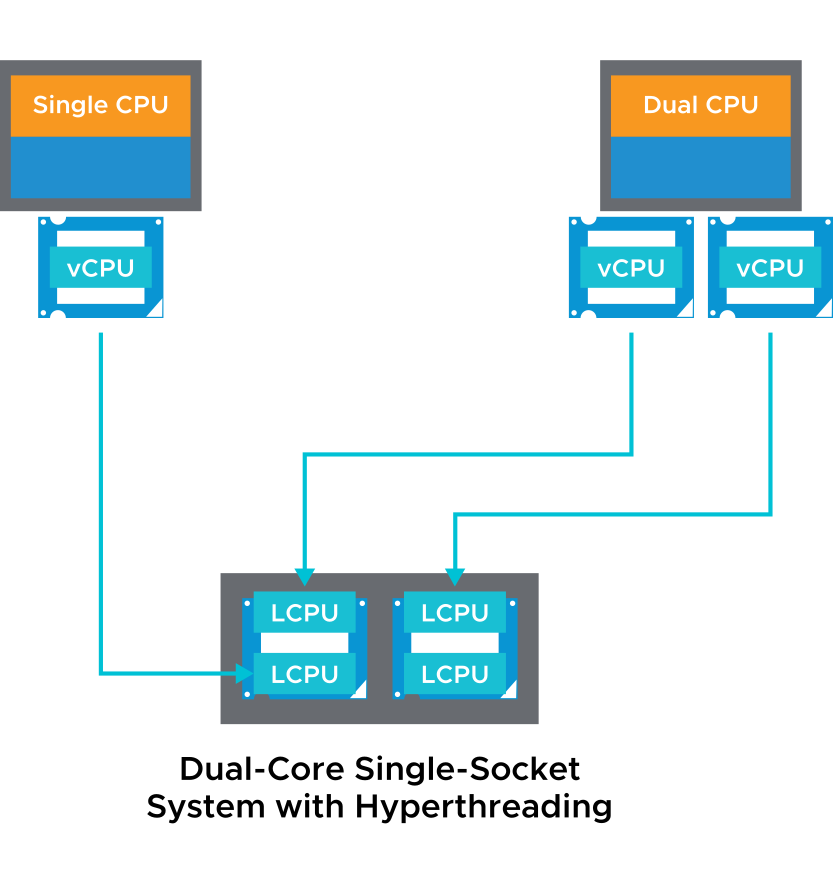 Single CPU
Dual CPU
vCPU
vCPU
vCPU
LCPU
LCPU
LCPU
LCPU
Dual-Core Single-Socket
System with Hyperthreading